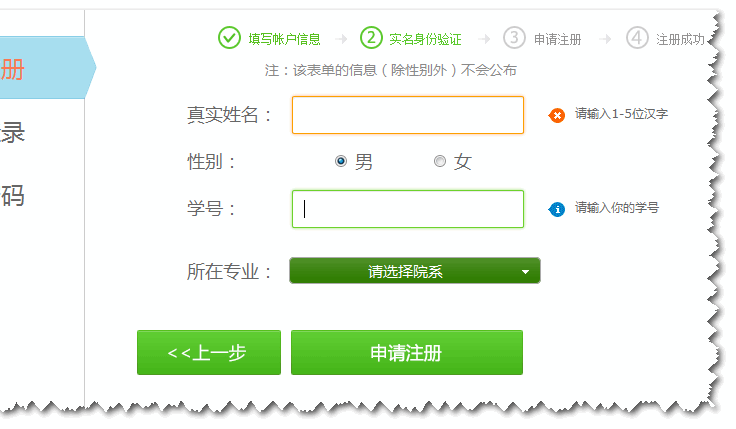 填写帐户信息 2 实名身份验证 3 申请注册 4 注册成功
注：该表单的信息（除性别外）不会公布
册
真实姓名： 请输入1-5位汉字
录
性别： 男 女
码
学号： 请输入你的学号
所在专业： 请选择院系
<<上一步 申请注册